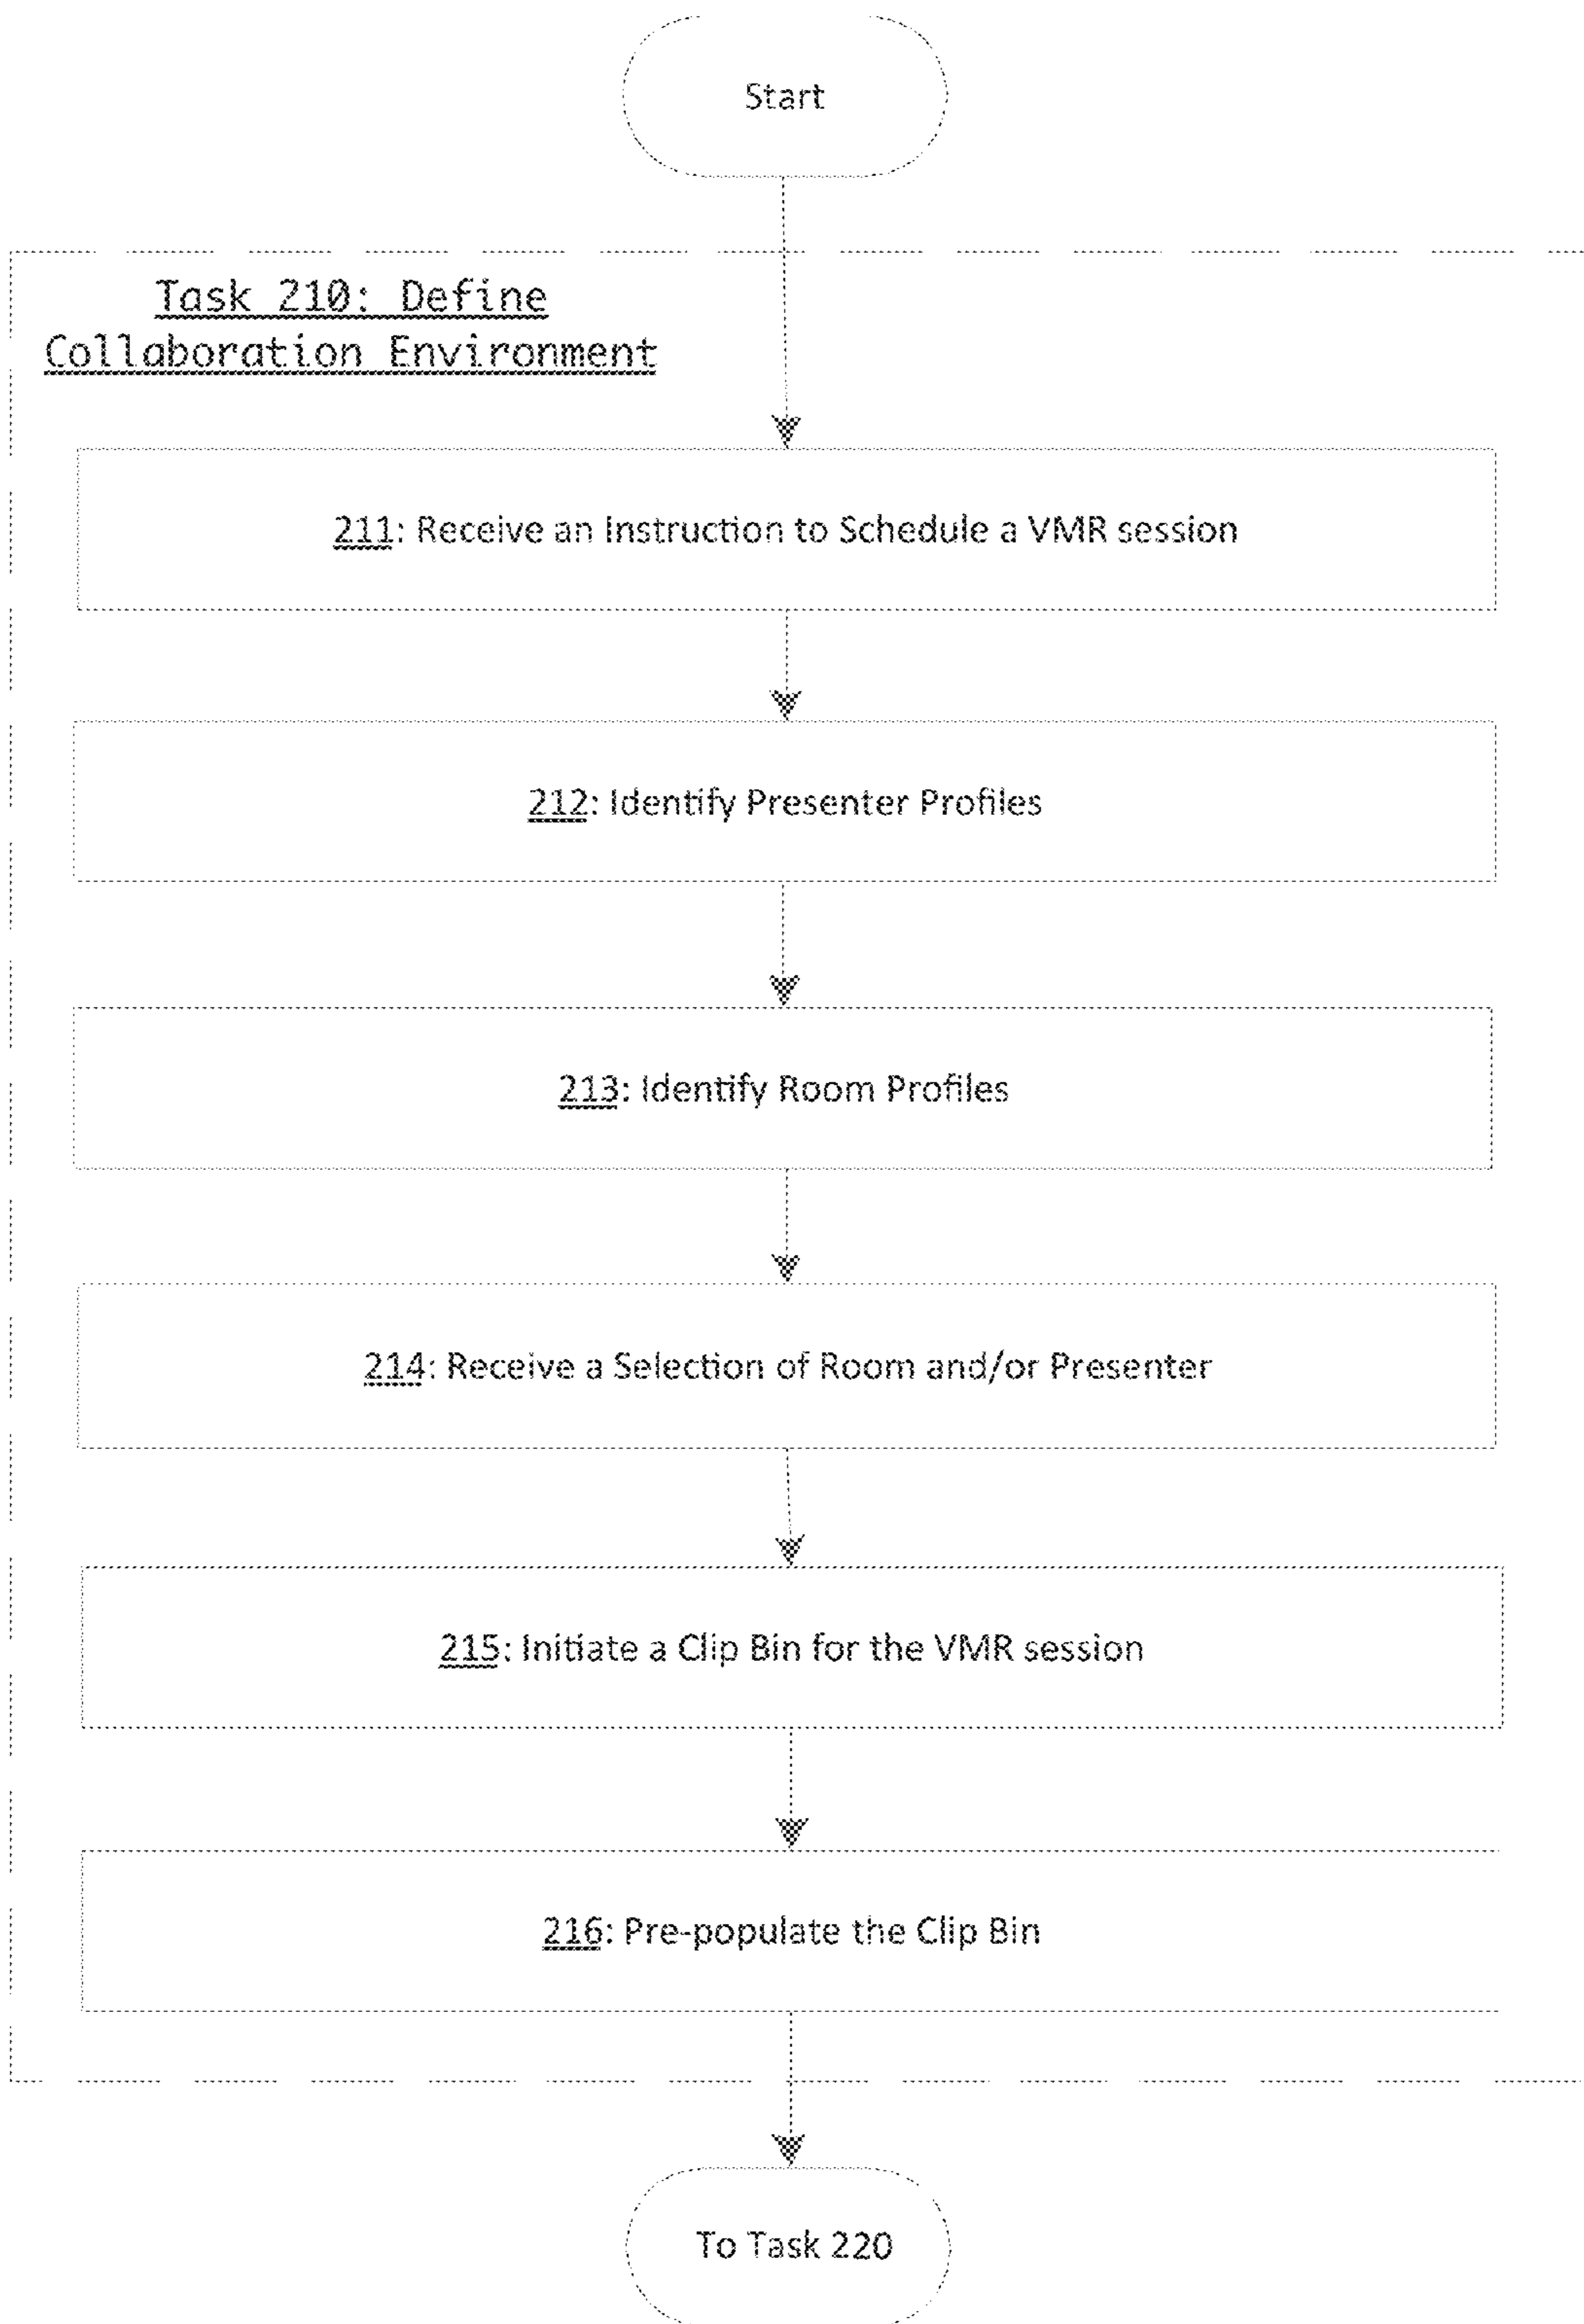 Start
Task 210: Define
Collaboration Environment
211: Receive an Instruction to Schedule a VMR session
212: Identify Presenter Profiles
213: Identify Room Profiles
214: Receive a Selection of Room and/or Presenter
215: Initiate a Clip Bin for the VMR session
216: Pre-populate the Clip Bin
To Task 220